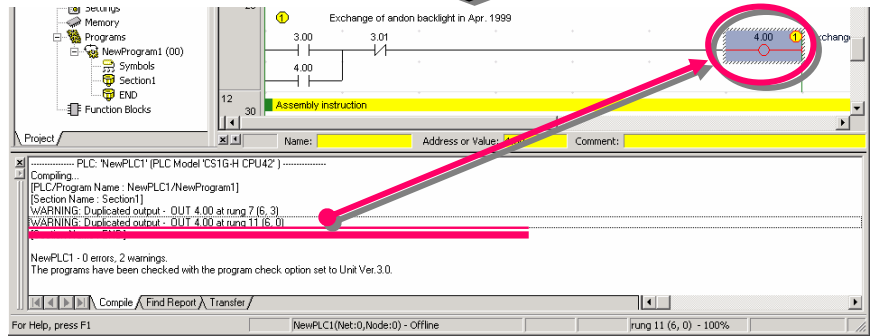 Settings
Memory
Programs
NewProgram1 (00)
Symbols
Section1
END
Function Blocks
Project
1 Exchange of andon backlight in Apr. 1999
3.00 3.01 4.00 1
4.00
12
30 Assembly instruction
Name: Address or Value: Comment:
-------------- PLC: 'NewPLC1' (PLC Model 'CS1G-H CPU42') --------------
Compiling...
[PLC/Program Name : NewPLC1/NewProgram1]
[Section Name : Section1]
WARNING: Duplicated output - OUT 4.00 at rung 7 (6, 3)
WARNING: Duplicated output - OUT 4.00 at rung 11 (6, 0)
NewPLC1 - 0 errors, 2 warnings.
The programs have been checked with the program check option set to Unit Ver.3.0.
Compile Find Report Transfer
For Help, press F1 NewPLC1(Net:0,Node:0) - Offline rung 11 (6, 0) - 100%